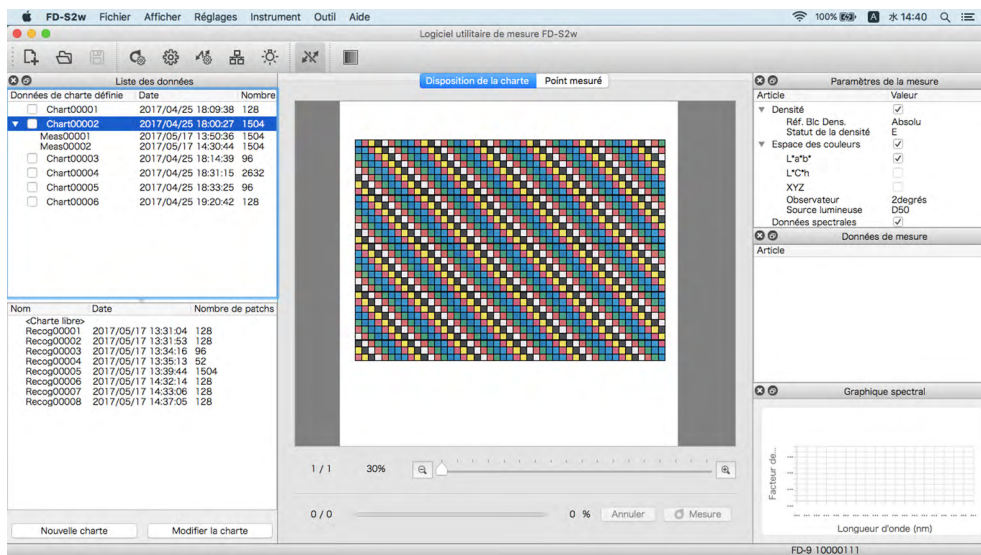 FD-S2w Fichier Afficher Réglages Instrument Outil Aide 100% A 水 14:40
Logiciel utilitaire de mesure FD-S2w
Liste des données
Données de charte définie Date Nombre
Chart00001 2017/04/25 18:09:38 128
Chart00002 2017/04/25 18:00:27 1504
Meas00001 2017/05/17 13:50:36 1504
Meas00002 2017/05/17 14:30:44 1504
Chart00003 2017/04/25 18:14:39 96
Chart00004 2017/04/25 18:31:15 2632
Chart00005 2017/04/25 18:33:25 96
Chart00006 2017/04/25 19:20:42 128
Nom Date Nombre de patchs
<Charte libre>
Recog00001 2017/05/17 13:31:04 128
Recog00002 2017/05/17 13:31:53 128
Recog00003 2017/05/17 13:34:16 96
Recog00004 2017/05/17 13:35:13 52
Recog00005 2017/05/17 13:39:44 1504
Recog00006 2017/05/17 14:32:14 128
Recog00007 2017/05/17 14:33:06 128
Recog00008 2017/05/17 14:37:05 128
Nouvelle charte Modifier la charte
Disposition de la charte Point mesuré
1 / 1 30%
0 / 0 0 % Annuler Mesure
Paramètres de la mesure
Article Valeur
Densité
Réf. Blc Dens. Absolu
Statut de la densité E
Espace des couleurs
L*a*b*
L*C*h
XYZ
Observateur 2degrés
Source lumineuse D50
Données spectrales
Données de mesure
Article
Graphique spectral
Facteur de...
Longueur d'onde (nm)
FD-9 10000111